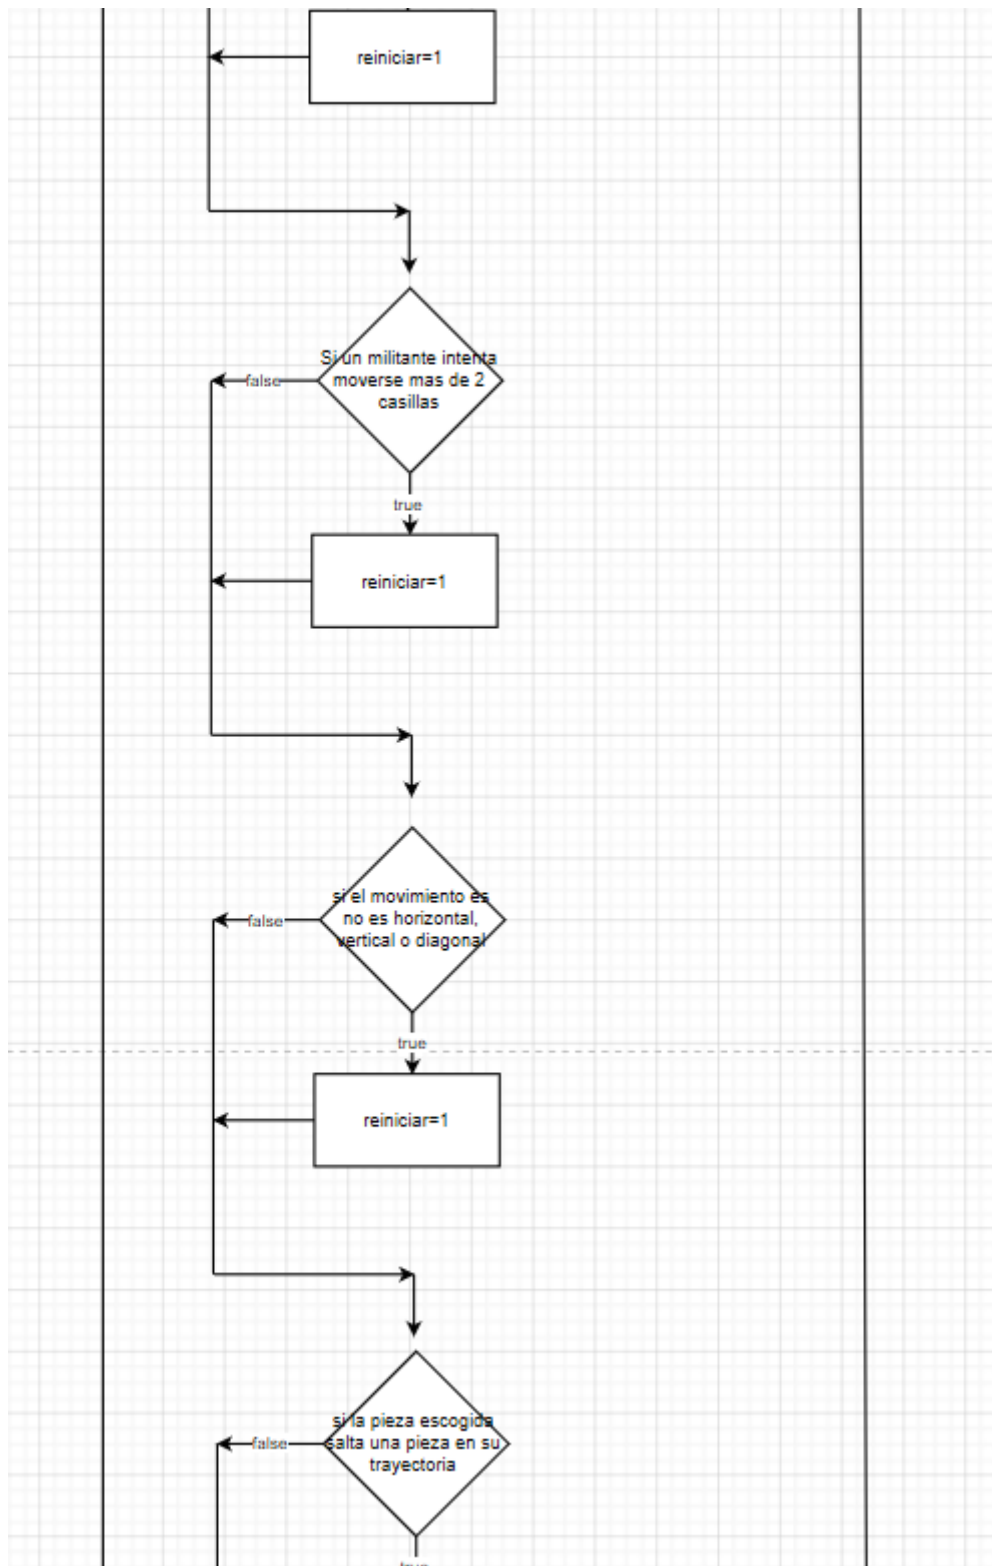 reiniciar=1
Si un militante intenta
moverse mas de 2
casillas
false
true
reiniciar=1
si el movimiento es
no es horizontal,
vertical o diagonal
false
true
reiniciar=1
si la pieza escogida
salta una pieza en su
trayectoria
false
true